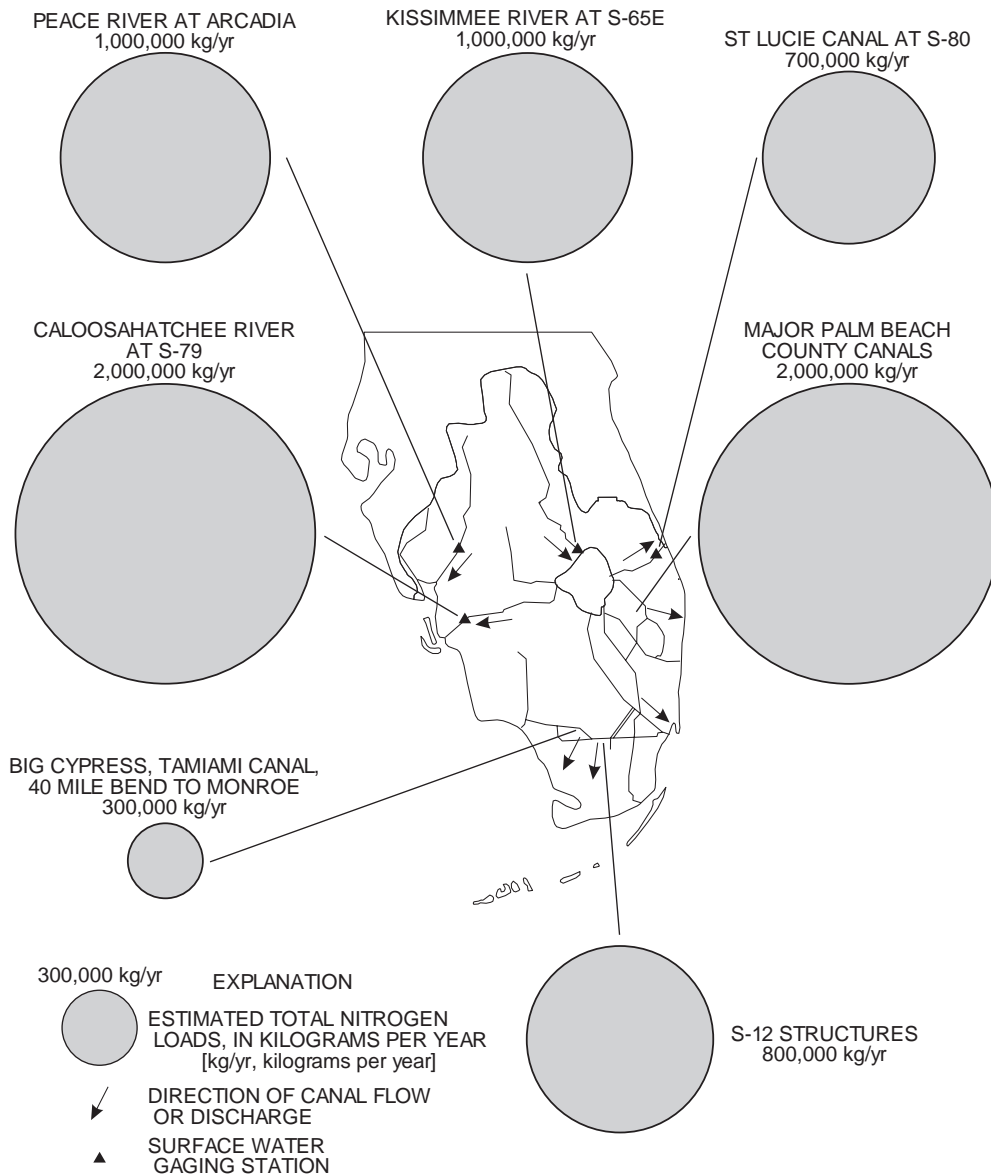 PEACE RIVER AT ARCADIA
1,000,000 kg/yr
KISSIMMEE RIVER AT S-65E
1,000,000 kg/yr
ST LUCIE CANAL AT S-80
700,000 kg/yr
CALOOSAHATCHEE RIVER
AT S-79
2,000,000 kg/yr
MAJOR PALM BEACH
COUNTY CANALS
2,000,000 kg/yr
BIG CYPRESS, TAMIAMI CANAL,
40 MILE BEND TO MONROE
300,000 kg/yr
S-12 STRUCTURES
800,000 kg/yr
300,000 kg/yr
EXPLANATION
ESTIMATED TOTAL NITROGEN
LOADS, IN KILOGRAMS PER YEAR
[kg/yr, kilograms per year]
DIRECTION OF CANAL FLOW
OR DISCHARGE
SURFACE WATER
GAGING STATION